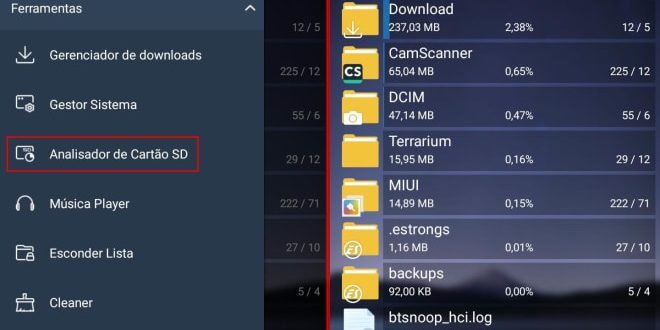 Ferramentas
Gerenciador de downloads
Gestor Sistema
Analisador de Cartão SD
Música Player
Esconder Lista
Cleaner
12 / 5
225 / 12
55 / 6
29 / 12
222 / 71
27 / 10
5 / 4
Download
237,03 MB 2,38% 12 / 5
CamScanner
CS
65,04 MB 0,65% 225 / 12
DCIM
47,14 MB 0,47% 55 / 6
Terrarium
15,95 MB 0,16% 29 / 12
MIUI
14,89 MB 0,15% 222 / 71
.estrongs
ES
1,16 MB 0,01% 27 / 10
backups
ES
92,00 KB 0,00% 5 / 4
btsnoop_hci.log